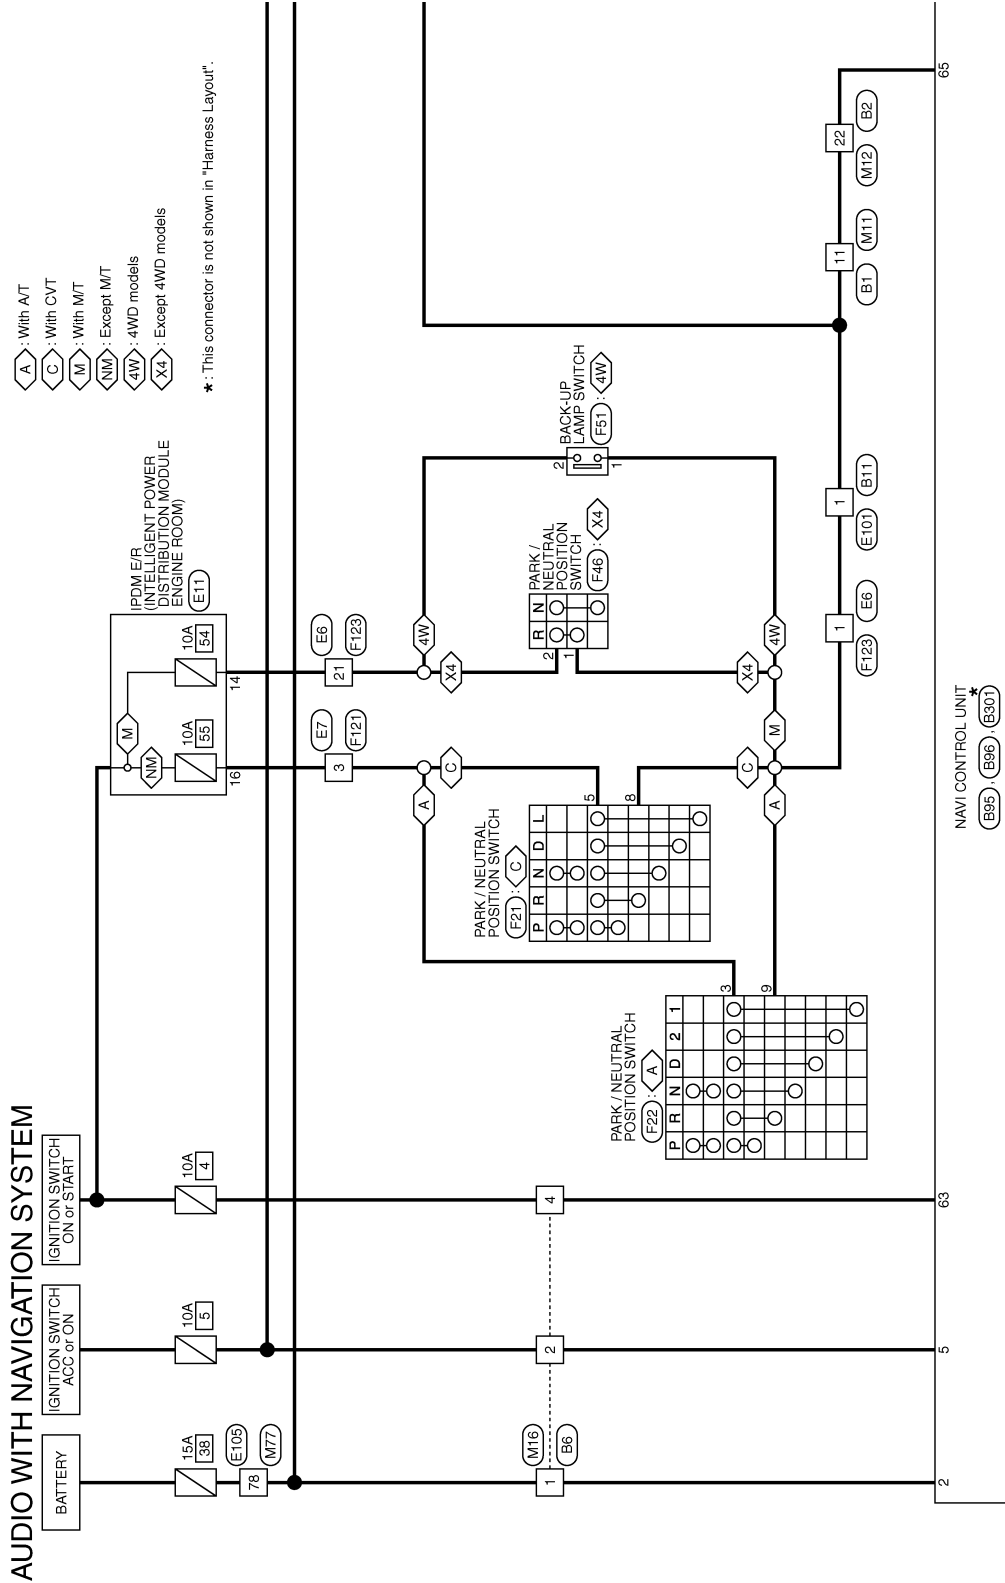 AUDIO WITH NAVIGATION SYSTEM
BATTERY
IGNITION SWITCH
ACC or ON
IGNITION SWITCH
ON or START
15A
38
10A
5
10A
4
E105
78
M77
M16
1
B6
2
4
2
5
63
IPDM E/R
(INTELLIGENT POWER
DISTRIBUTION MODULE
ENGINE ROOM)
E11
M
NM
10A
55
10A
54
16
14
E7
3
F121
E6
21
F123
A
C
X4
4W
A : With A/T
C : With CVT
M : With M/T
NM : Except M/T
4W : 4WD models
X4 : Except 4WD models
* : This connector is not shown in "Harness Layout".
PARK / NEUTRAL
POSITION SWITCH
F22 : A
P R N D 2 1
3
9
PARK / NEUTRAL
POSITION SWITCH
F21 : C
P R N D L
5
8
PARK /
NEUTRAL
POSITION
SWITCH
F46 : X4
R N
2
1
BACK-UP
LAMP SWITCH
F51 : 4W
2
1
A
C
M
X4
4W
F123
1
E6
E101
1
B11
B1
11
M11
M12
22
B2
65
NAVI CONTROL UNIT
B95 , B96 , B301 *